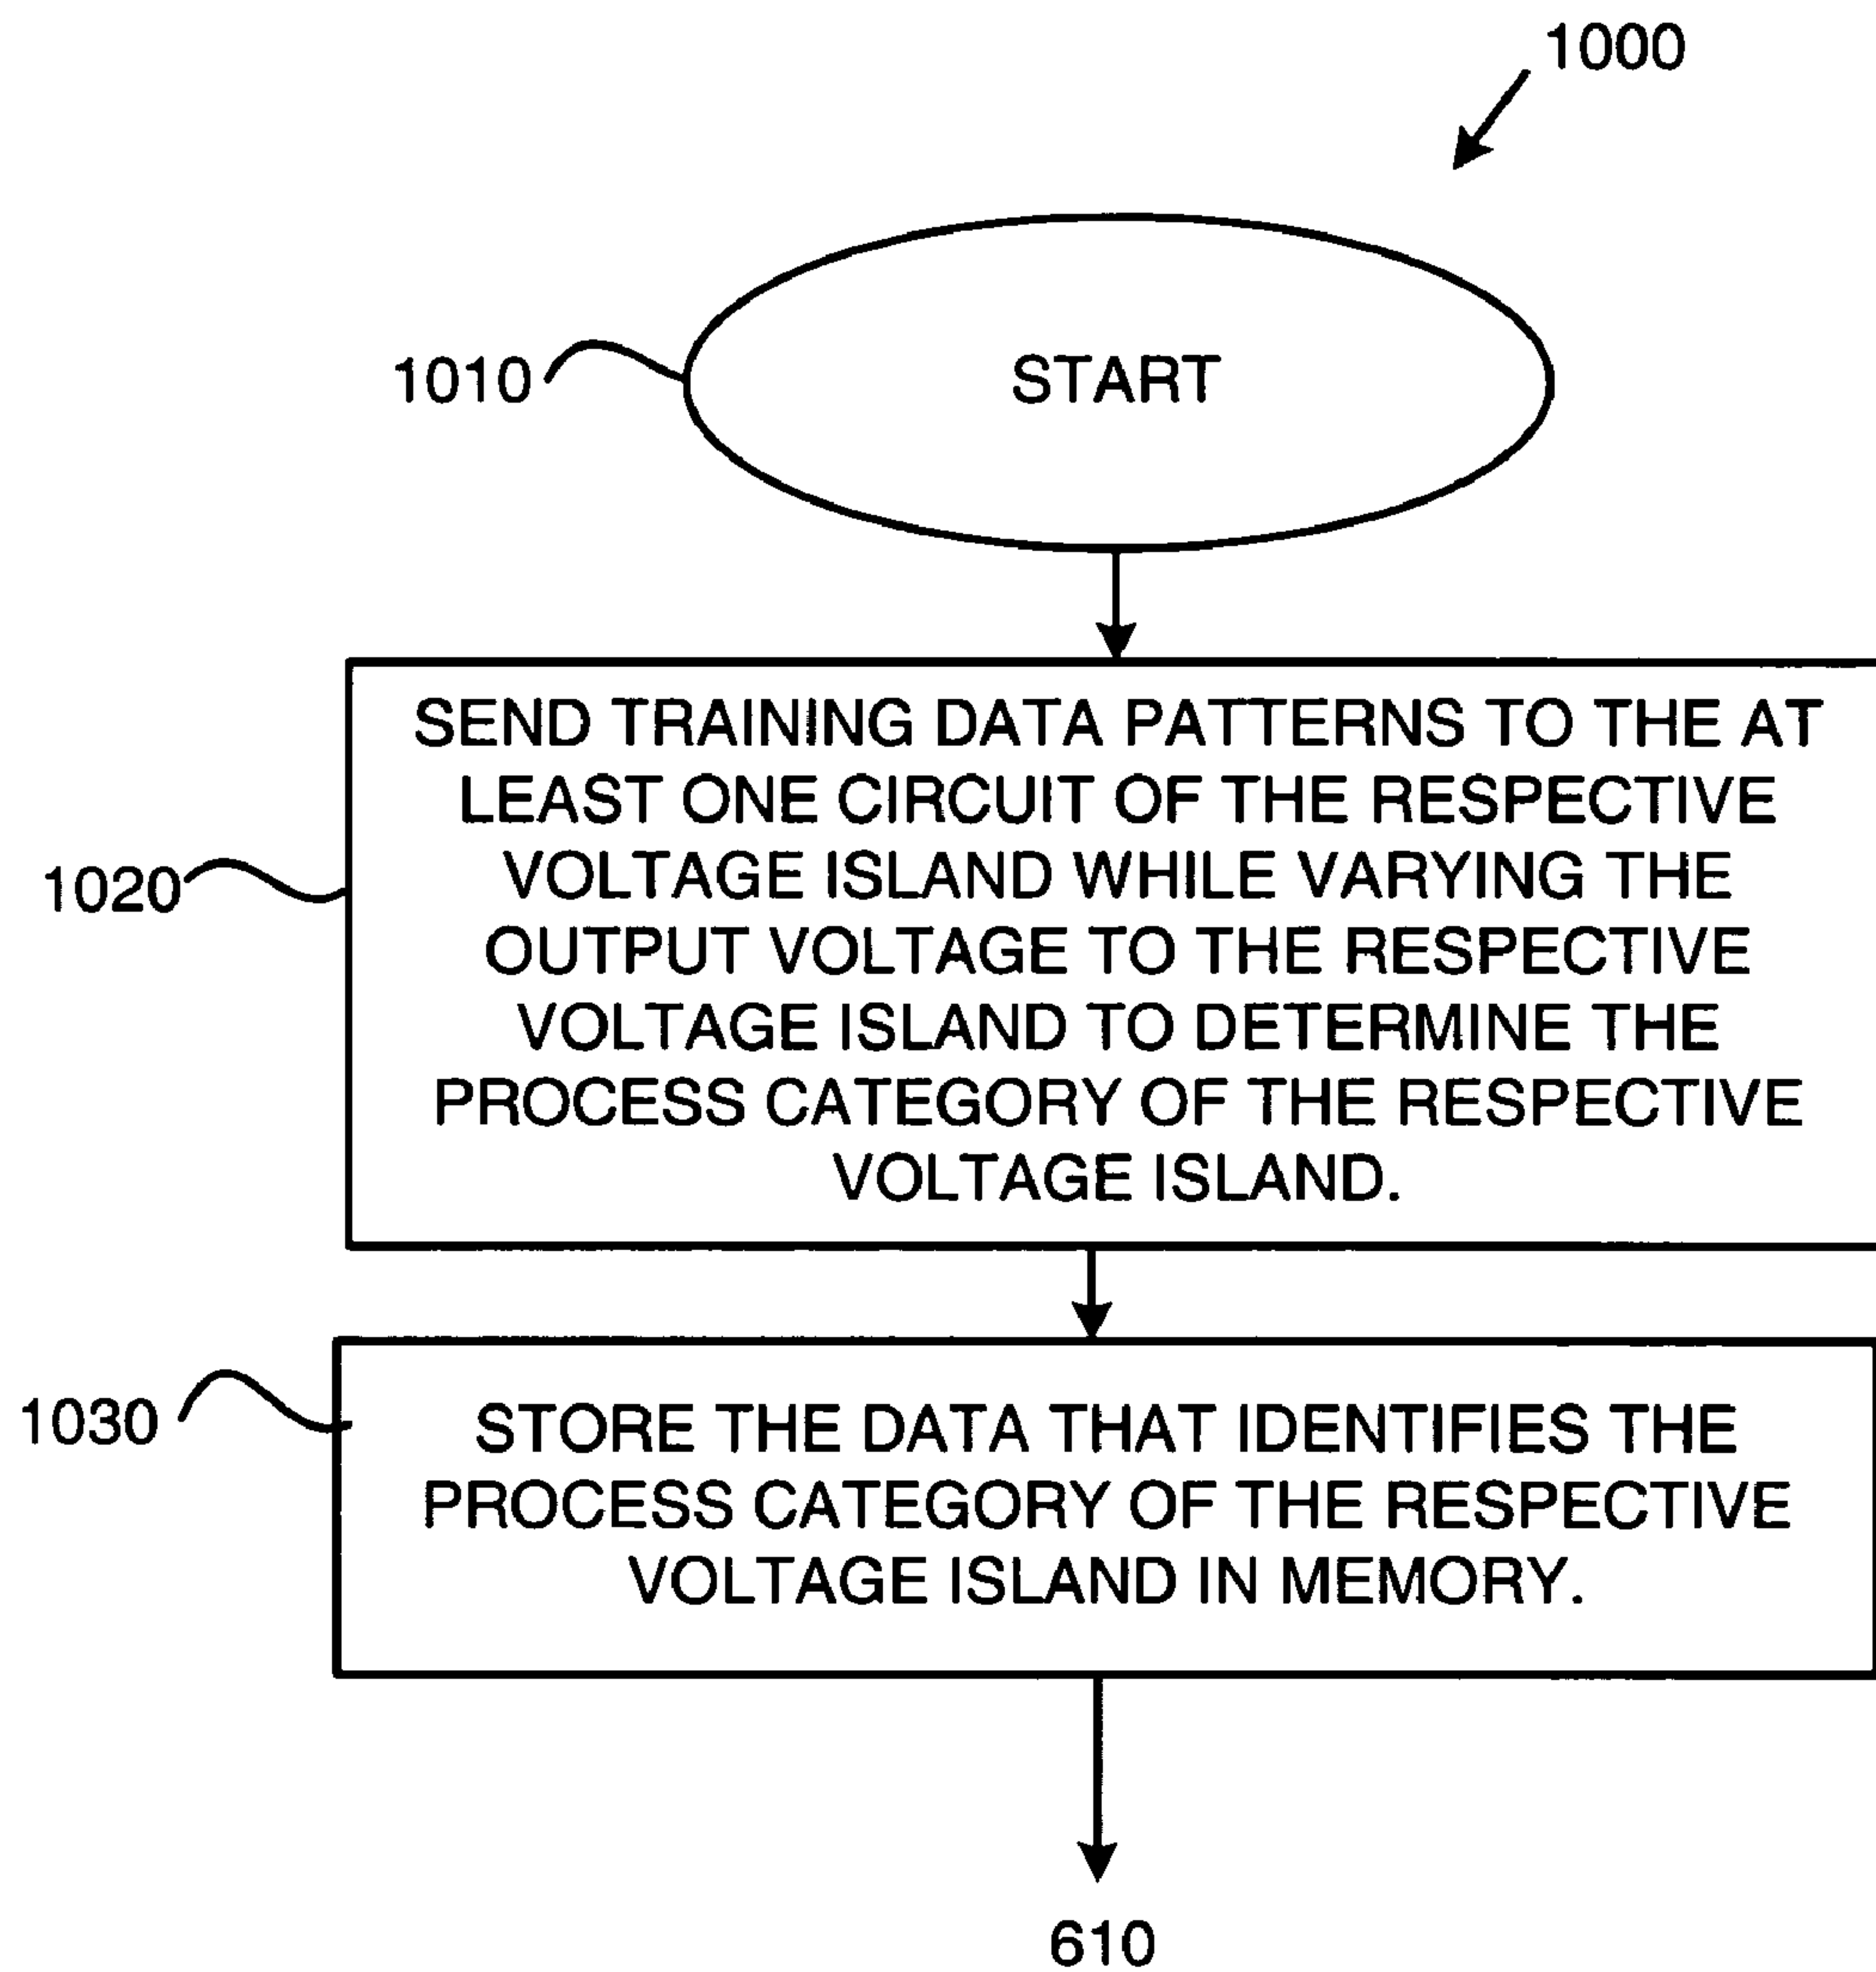 1000
1010
START
1020
SEND TRAINING DATA PATTERNS TO THE AT
LEAST ONE CIRCUIT OF THE RESPECTIVE
VOLTAGE ISLAND WHILE VARYING THE
OUTPUT VOLTAGE TO THE RESPECTIVE
VOLTAGE ISLAND TO DETERMINE THE
PROCESS CATEGORY OF THE RESPECTIVE
VOLTAGE ISLAND.
1030
STORE THE DATA THAT IDENTIFIES THE
PROCESS CATEGORY OF THE RESPECTIVE
VOLTAGE ISLAND IN MEMORY.
610